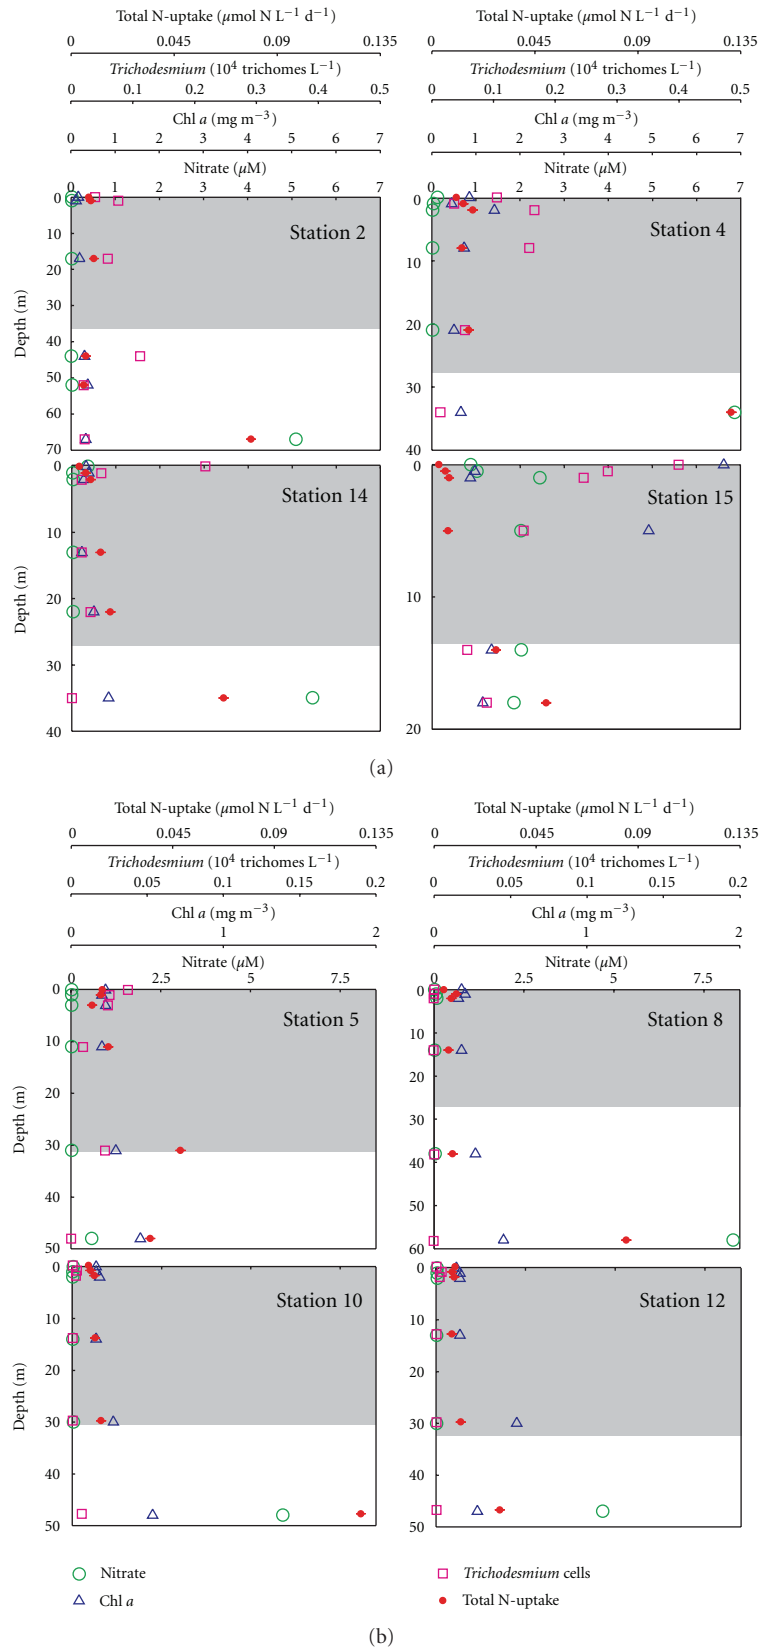 Total N-uptake (μmol N L−1 d−1)
0 0.045 0.09 0.135
Trichodesmium (10^4 trichomes L−1)
0 0.1 0.2 0.3 0.4 0.5
Chl a (mg m−3)
0 1 2 3 4 5 6 7
Nitrate (μM)
0 1 2 3 4 5 6 7
Total N-uptake (μmol N L−1 d−1)
0 0.045 0.09 0.135
Trichodesmium (10^4 trichomes L−1)
0 0.1 0.2 0.3 0.4 0.5
Chl a (mg m−3)
0 1 2 3 4 5 6 7
Nitrate (μM)
0 1 2 3 4 5 6 7
Depth (m)
0
10
20
30
40
50
60
70
Station 2
0
10
20
30
40
Station 4
Depth (m)
0
10
20
30
40
Station 14
0
10
20
Station 15
(a)
Total N-uptake (μmol N L−1 d−1)
0 0.045 0.09 0.135
Trichodesmium (10^4 trichomes L−1)
0 0.05 0.1 0.15 0.2
Chl a (mg m−3)
0 1 2
Nitrate (μM)
0 2.5 5 7.5
Total N-uptake (μmol N L−1 d−1)
0 0.045 0.09 0.135
Trichodesmium (10^4 trichomes L−1)
0 0.05 0.1 0.15 0.2
Chl a (mg m−3)
0 1 2
Nitrate (μM)
0 2.5 5 7.5
Depth (m)
0
10
20
30
40
50
Station 5
0
10
20
30
40
50
60
Station 8
Depth (m)
0
10
20
30
40
50
Station 10
0
10
20
30
40
50
Station 12
Nitrate
Chl a
Trichodesmium cells
Total N-uptake
(b)